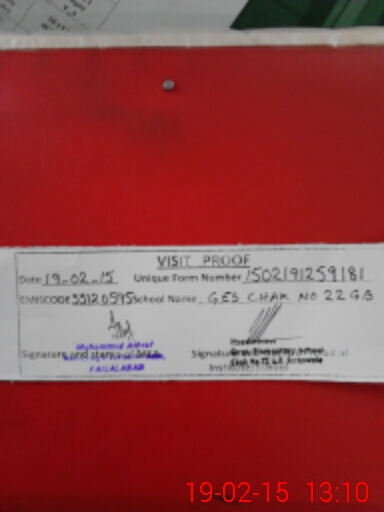 VISIT PROOF
Date 19-02-15 Unique Form Number 1502191259181
EMISCODE 33120595 School Name GES CHAK NO 22 GB
Signature and stamp of
FAISALABAD
19-02-15 13:10